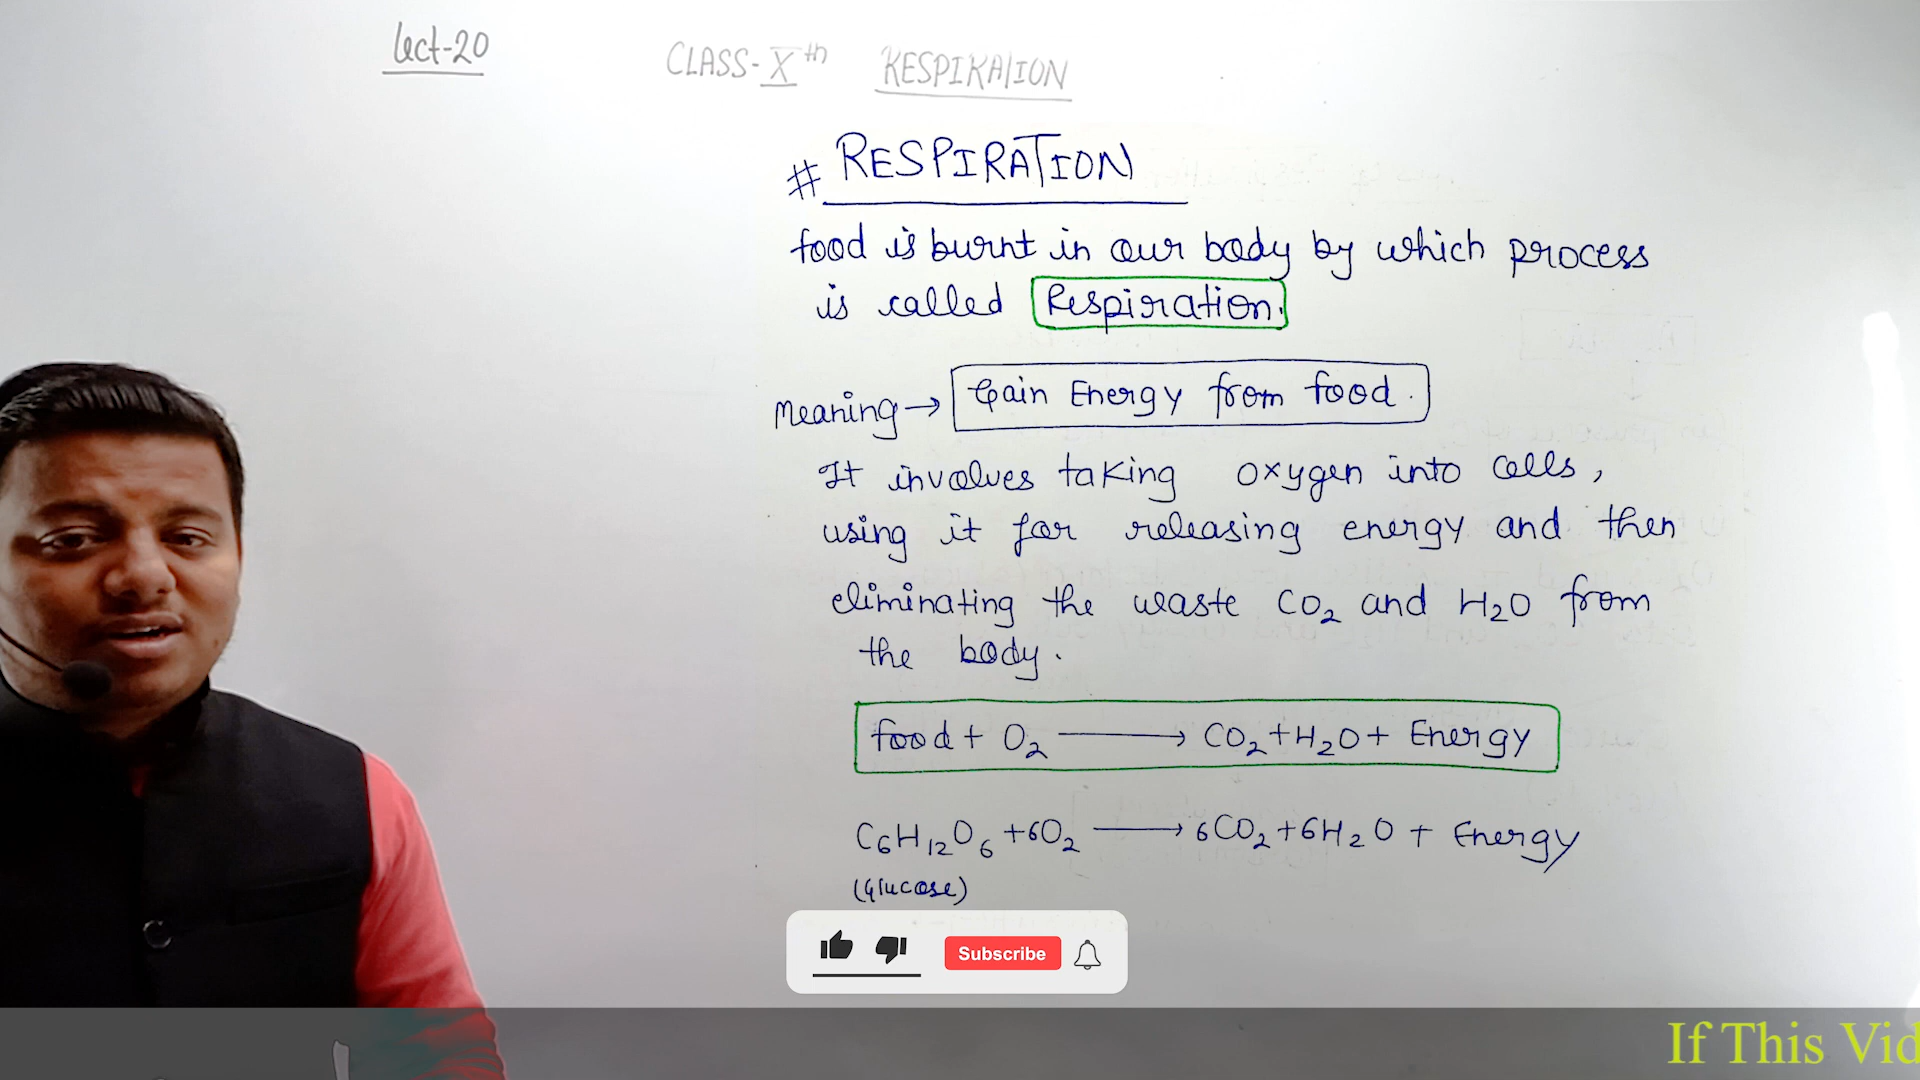 Lect-20
CLASS-Xth RESPIRATION
# RESPIRATION
food is burnt in our body by which process
is called Respiration.
Meaning → Gain Energy from food.
It involves taking oxygen into cells,
using it for releasing energy and then
eliminating the waste CO₂ and H₂O from
the body.
food + O₂ ⟶ CO₂ + H₂O + Energy
C₆H₁₂O₆ + 6O₂ ⟶ 6CO₂ + 6H₂O + Energy
(Glucose)
Subscribe
If This Vid